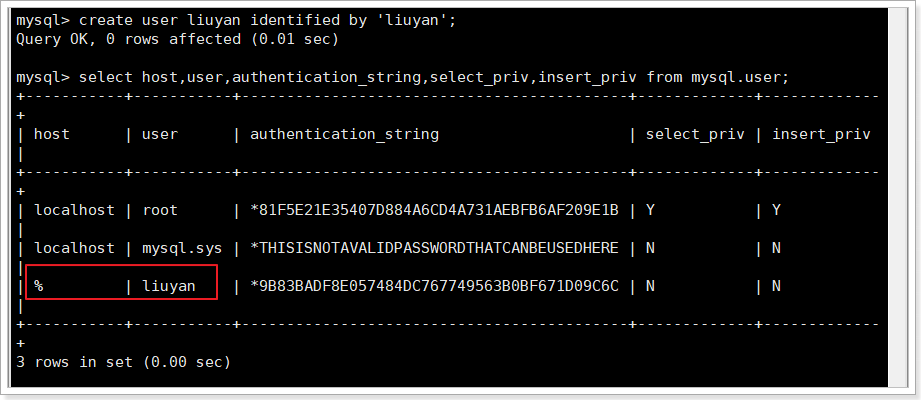 mysql> create user liuyan identified by 'liuyan';
Query OK, 0 rows affected (0.01 sec)

mysql> select host,user,authentication_string,select_priv,insert_priv from mysql.user;
+-----------+-----------+-------------------------------------------+-------------+-------------
+
| host      | user      | authentication_string                     | select_priv | insert_priv
|
+-----------+-----------+-------------------------------------------+-------------+-------------
+
| localhost | root      | *81F5E21E35407D884A6CD4A731AEBFB6AF209E1B | Y           | Y
|
| localhost | mysql.sys | *THISISNOTAVALIDPASSWORDTHATCANBEUSEDHERE | N           | N
|
| %         | liuyan    | *9B83BADF8E057484DC767749563B0BF671D09C6C | N           | N
|
+-----------+-----------+-------------------------------------------+-------------+-------------
+
3 rows in set (0.00 sec)